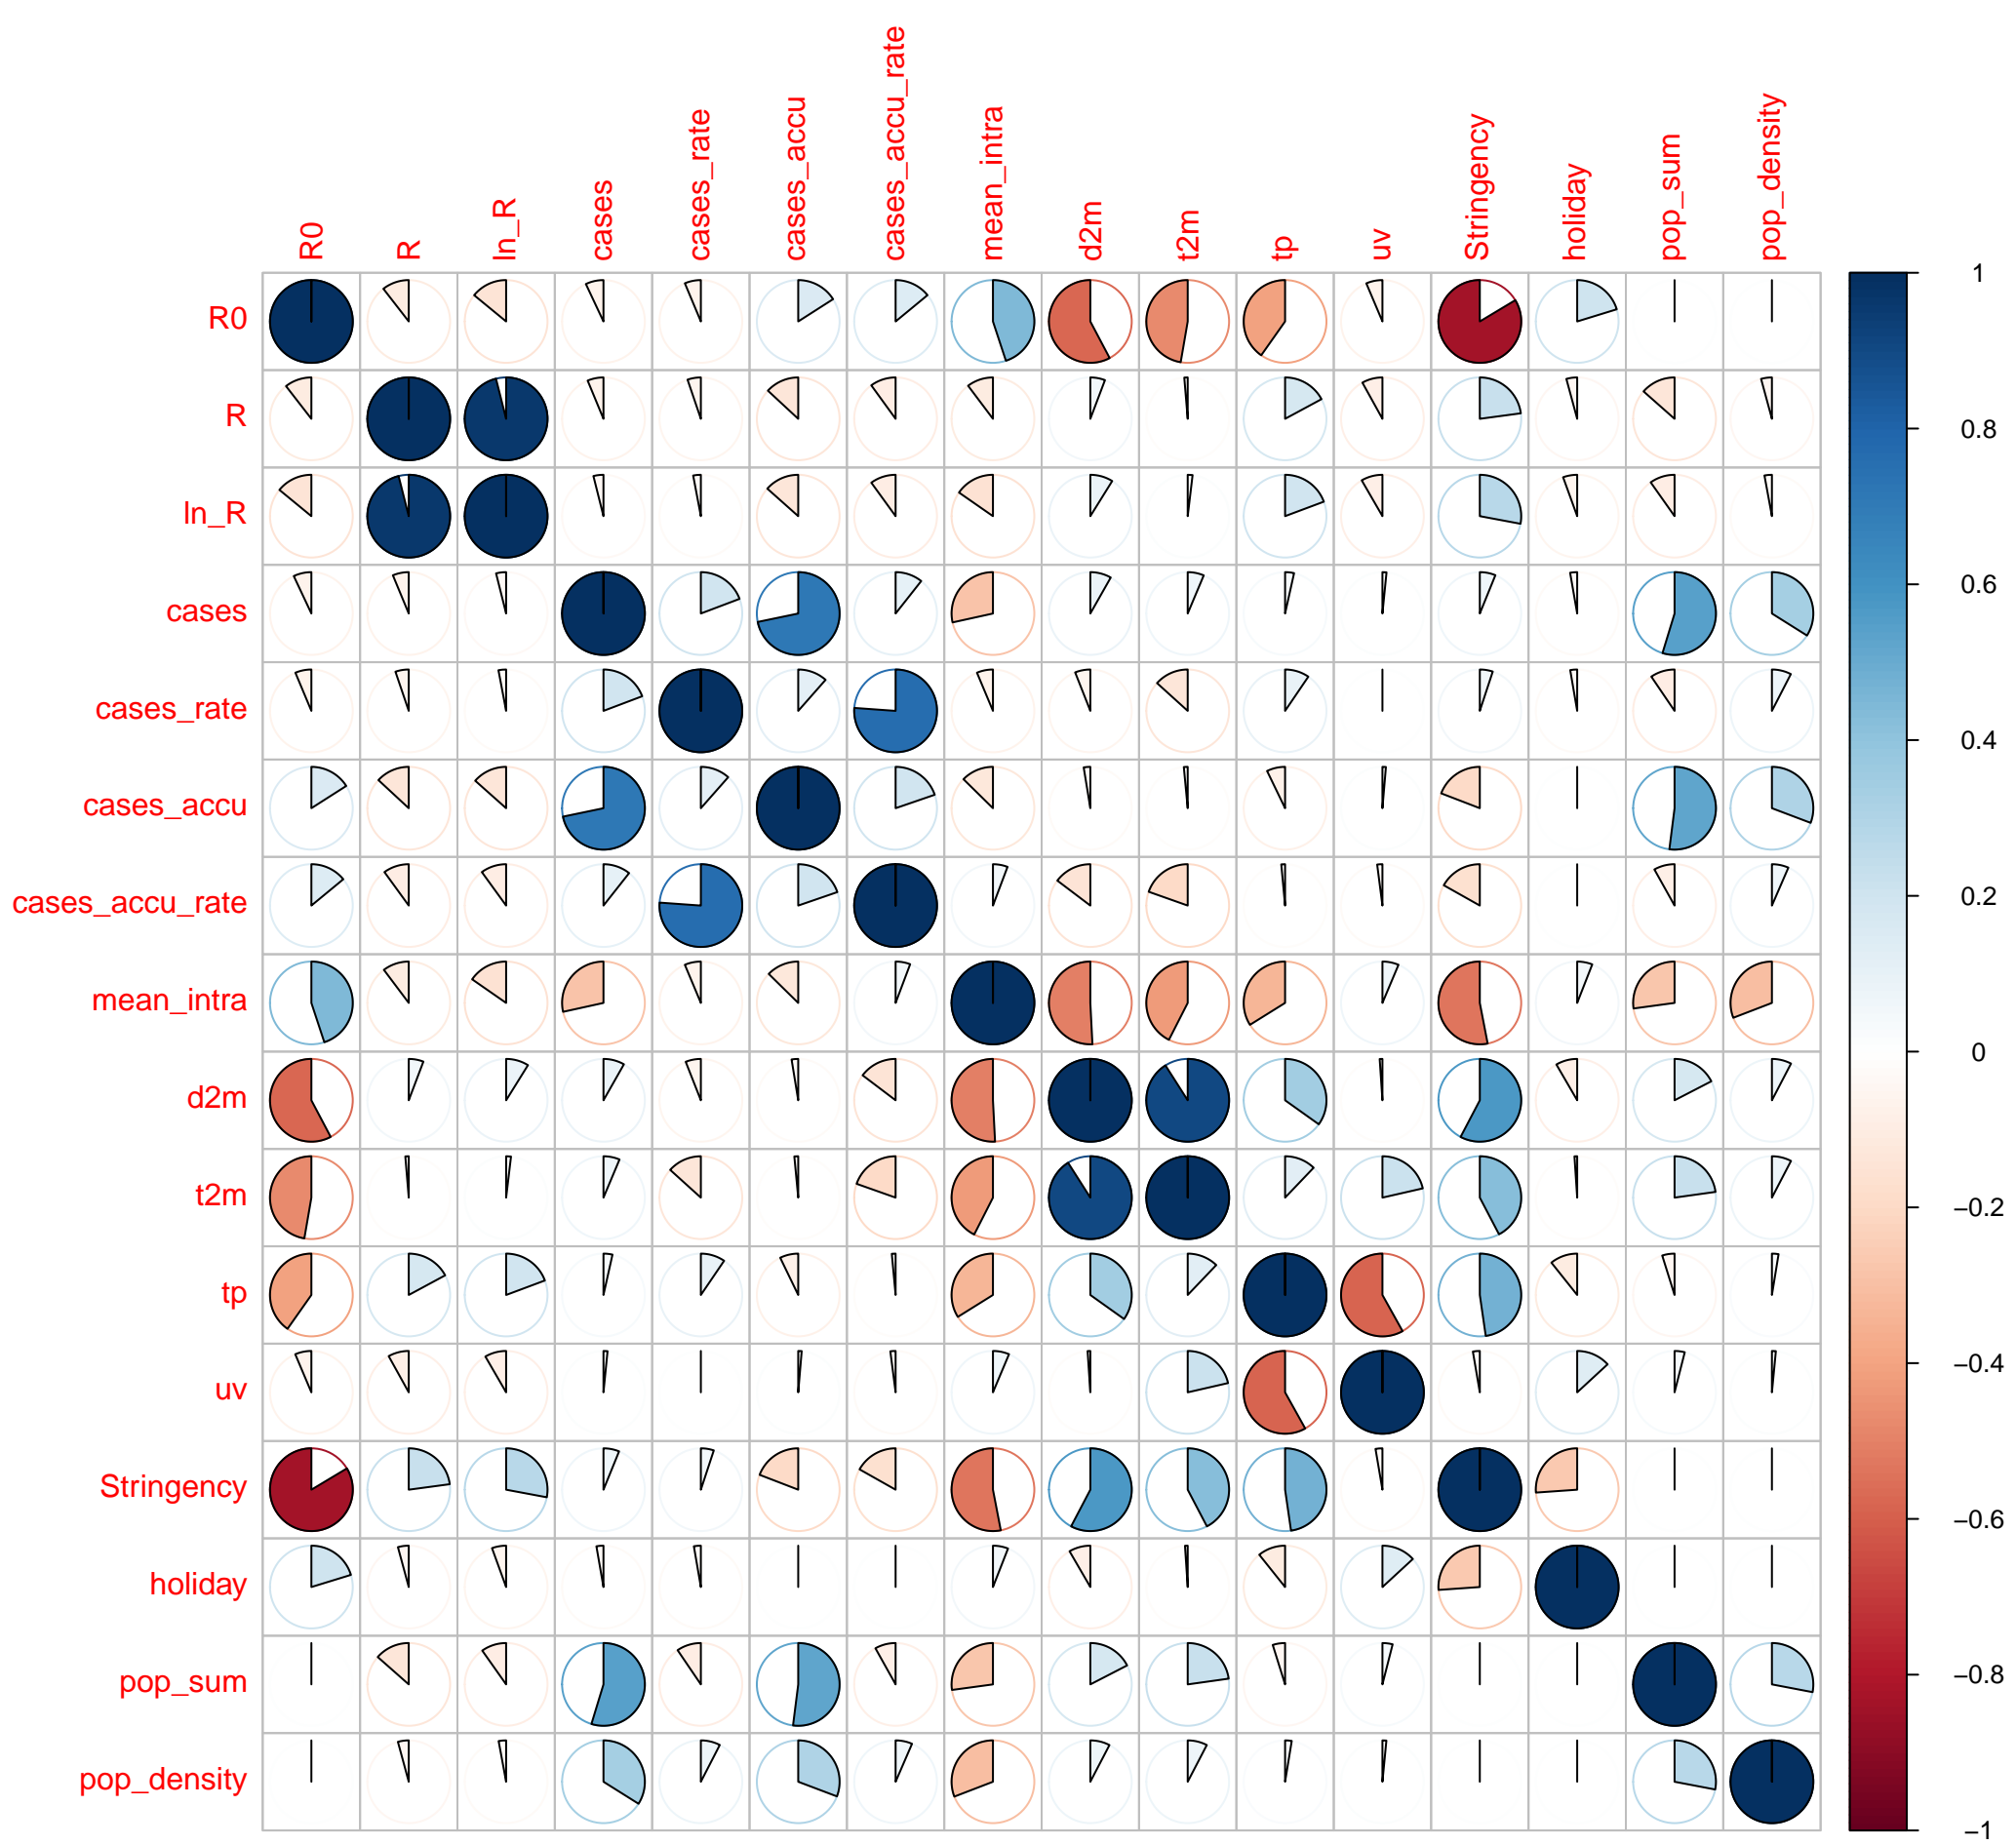 R0
R
ln_R
cases
cases_rate
cases_accu
cases_accu_rate
mean_intra
d2m
t2m
tp
uv
Stringency
holiday
pop_sum
pop_density
R0
R
ln_R
cases
cases_rate
cases_accu
cases_accu_rate
mean_intra
d2m
t2m
tp
uv
Stringency
holiday
pop_sum
pop_density
1
0.8
0.6
0.4
0.2
0
−0.2
−0.4
−0.6
−0.8
−1